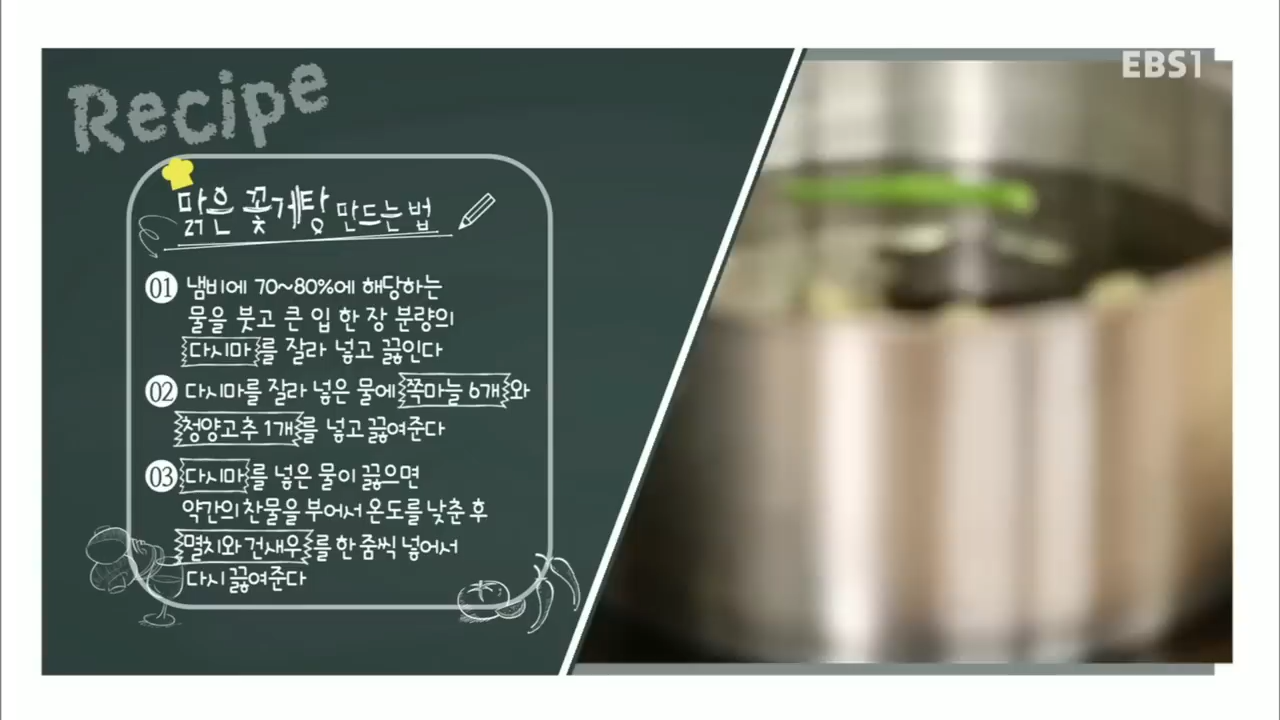 EBS1
Recipe
맑은 꽃게탕 만드는 법
01 냄비에 70~80%에 해당하는
물을 붓고 큰 입 한 장 분량의
다시마를 잘라 넣고 끓인다
02 다시마를 잘라 넣은 물에 쪽마늘 6개와
청양고추 1개를 넣고 끓여준다
03 다시마를 넣은 물이 끓으면
약간의 찬물을 부어서 온도를 낮춘 후
멸치와 건새우를 한 줌씩 넣어서
다시 끓여준다